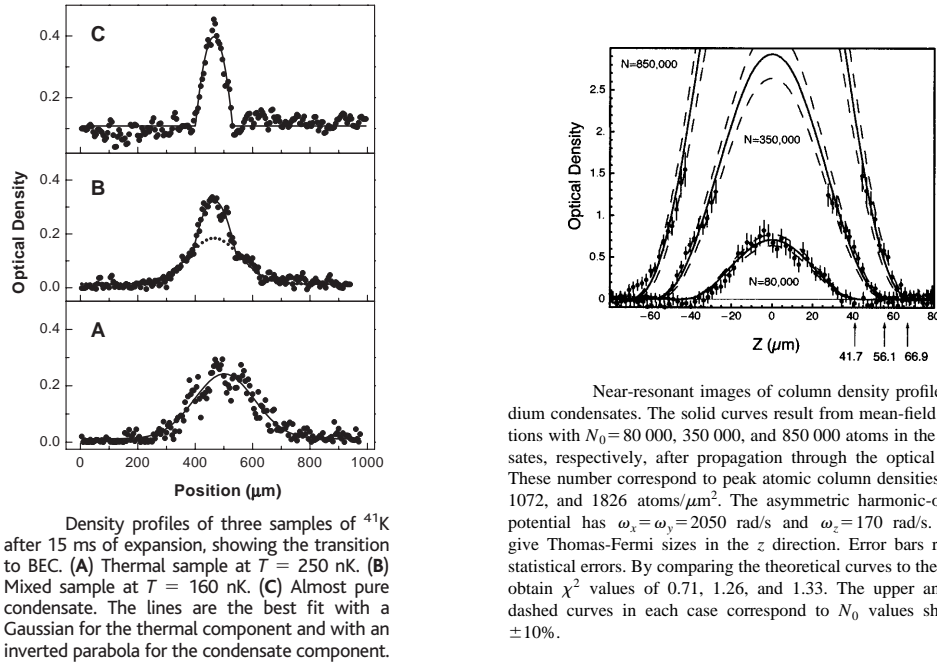 C
0.4
0.2
B
0.4
0.2
0.0
Optical Density
A
0.4
0.2
0.0
0 200 400 600 800 1000
Position (μm)
Density profiles of three samples of ⁴¹K
after 15 ms of expansion, showing the transition
to BEC. (A) Thermal sample at T = 250 nK. (B)
Mixed sample at T = 160 nK. (C) Almost pure
condensate. The lines are the best fit with a
Gaussian for the thermal component and with an
inverted parabola for the condensate component.
N=850,000
2.5
2.
N=350,000
1.5
Optical Density
1
0.5
N=80,000
0
−60 −40 −20 0 20 40 60 80
Z (μm)
41.7 56.1 66.9
Near-resonant images of column density profile
dium condensates. The solid curves result from mean-field
tions with N₀=80 000, 350 000, and 850 000 atoms in the
sates, respectively, after propagation through the optical
These number correspond to peak atomic column densities
1072, and 1826 atoms/μm². The asymmetric harmonic-o
potential has ωₓ=ω_y=2050 rad/s and ω_z=170 rad/s.
give Thomas-Fermi sizes in the z direction. Error bars r
statistical errors. By comparing the theoretical curves to the
obtain χ² values of 0.71, 1.26, and 1.33. The upper an
dashed curves in each case correspond to N₀ values sh
±10%.